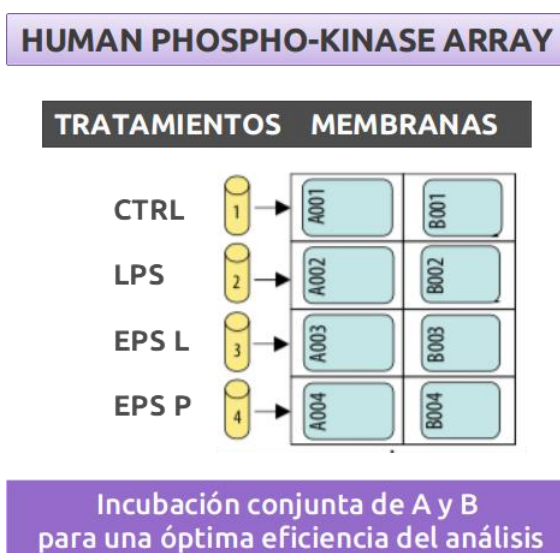 HUMAN PHOSPHO-KINASE ARRAY
TRATAMIENTOS MEMBRANAS
CTRL 1 A001 B001
LPS 2 A002 B002
EPS L 3 A003 B003
EPS P 4 A004 B004
Incubación conjunta de A y B
para una óptima eficiencia del análisis